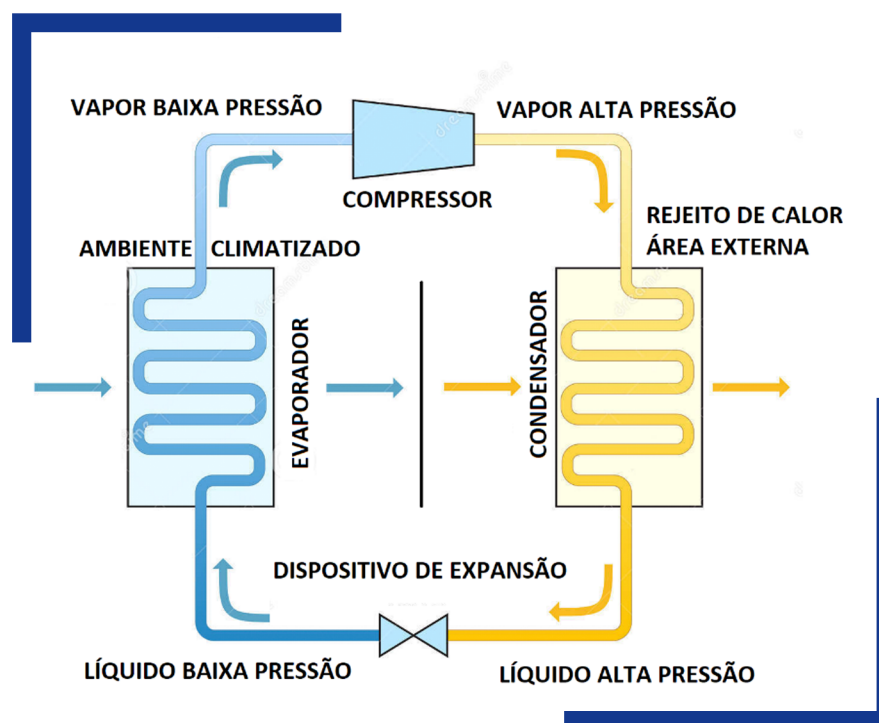 VAPOR BAIXA PRESSÃO
VAPOR ALTA PRESSÃO
COMPRESSOR
REJEITO DE CALOR
ÁREA EXTERNA
AMBIENTE CLIMATIZADO
EVAPORADOR
CONDENSADOR
DISPOSITIVO DE EXPANSÃO
LÍQUIDO BAIXA PRESSÃO
LÍQUIDO ALTA PRESSÃO